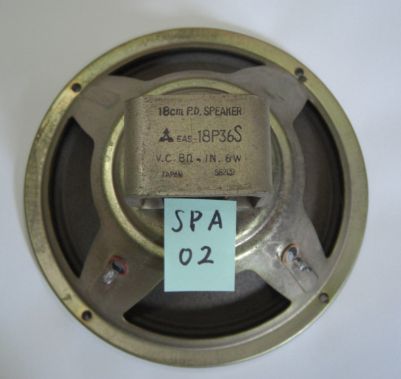 18cm P.D. SPEAKER
EAS-18P36S
V.C. 8Ω - IN. 6W
JAPAN
SPA
02